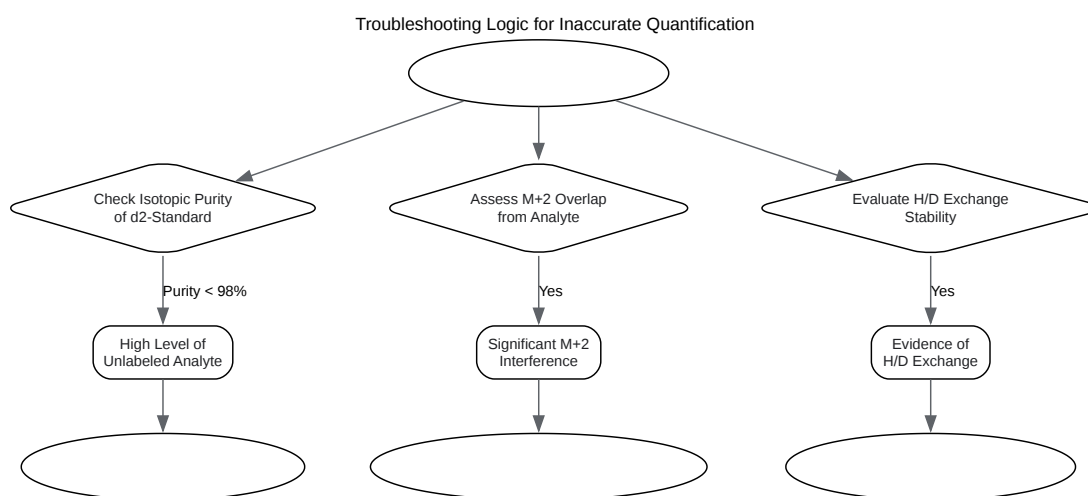 Troubleshooting Logic for Inaccurate Quantification
Check Isotopic Purity
of d2-Standard
Assess M+2 Overlap
from Analyte
Evaluate H/D Exchange
Stability
Purity < 98%
Yes
Yes
High Level of
Unlabeled Analyte
Significant M+2
Interference
Evidence of
H/D Exchange